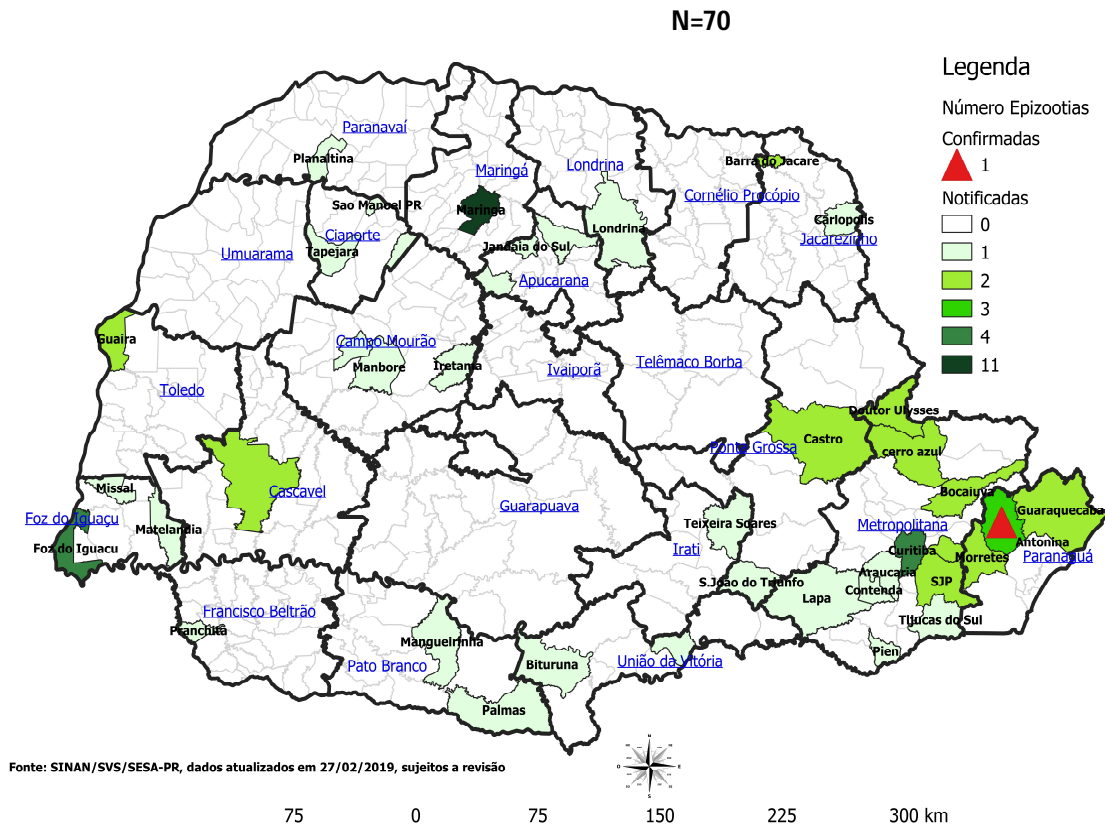 N=70
Legenda
Número Epizootias
Confirmadas
1
Notificadas
0
1
2
3
4
11
Paranavaí
Planaltina
Maringá
Londrina
Barra do Jacare
Cornélio Procópio
Sao Manoel PR
Maringa
Carlopolis
Jacarezinho
Cianorte
Tapejara
Umuarama
Jandaia do Sul
Londrina
Apucarana
Guaira
Campo Mourão
Manbore
Iretama
Ivaiporã
Telêmaco Borba
Toledo
Doutor Ulysses
Castro
Ponta Grossa
cerro azul
Cascavel
Missal
Bocaiuva
Guaraquecaba
Guarapuava
Foz do Iguaçu
Matelandia
Teixeira Soares
Metropolitana
Antonina
Foz do Iguacu
Irati
Curitiba
Morretes
Paranaguá
Araucaria
S.João do Triunfo
Contenda
SJP
Lapa
Francisco Beltrão
Tijucas do Sul
Pranchita
Mangueirinha
Pien
Pato Branco
Bituruna
União da Vitória
Palmas
Fonte: SINAN/SVS/SESA-PR, dados atualizados em 27/02/2019, sujeitos a revisão
N
O
E
S
75 0 75 150 225 300 km